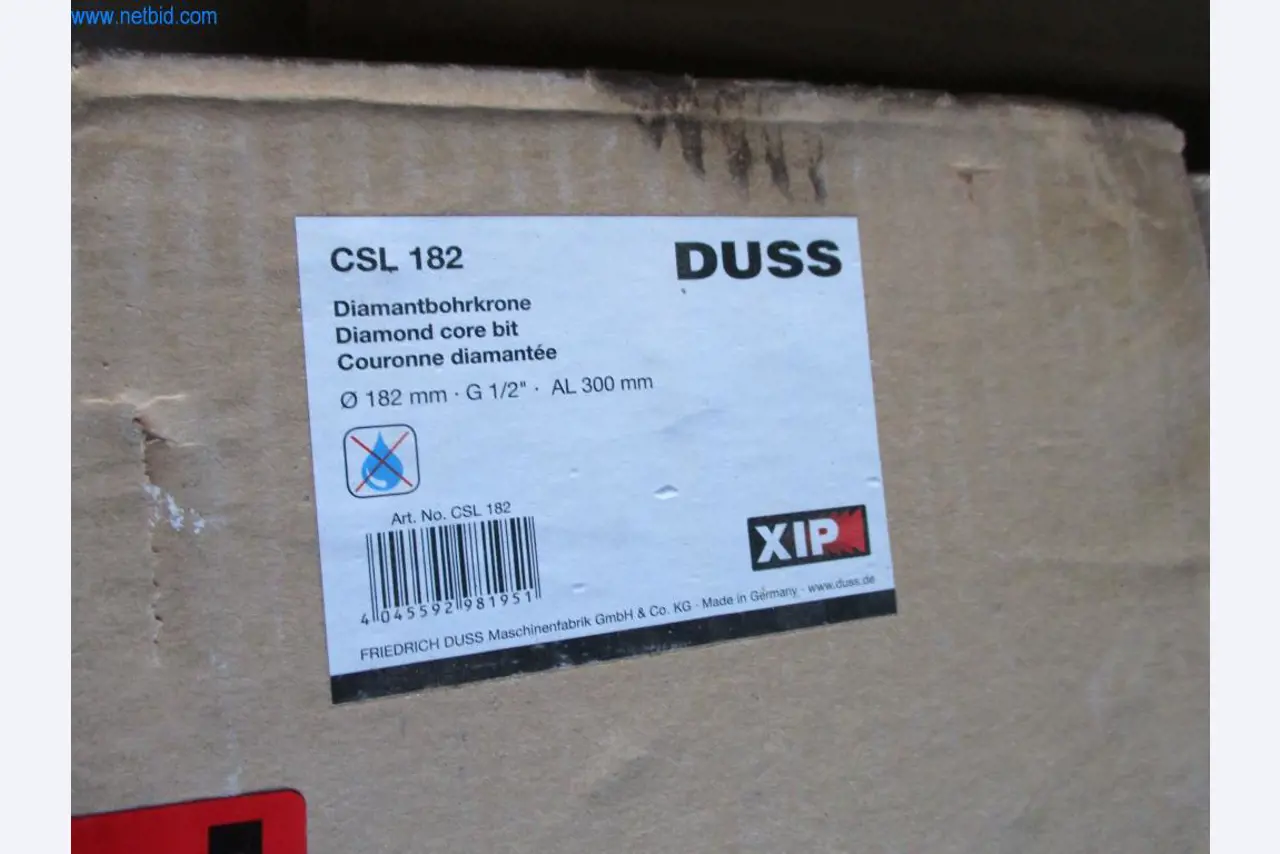 www.netbid.com
CSL 182
DUSS
Diamantbohrkrone
Diamond core bit
Couronne diamantée
Ø 182 mm · G 1/2" · AL 300 mm
Art. No. CSL 182
XIP
4 045592 981951
FRIEDRICH DUSS Maschinenfabrik GmbH & Co. KG · Made in Germany · www.duss.de